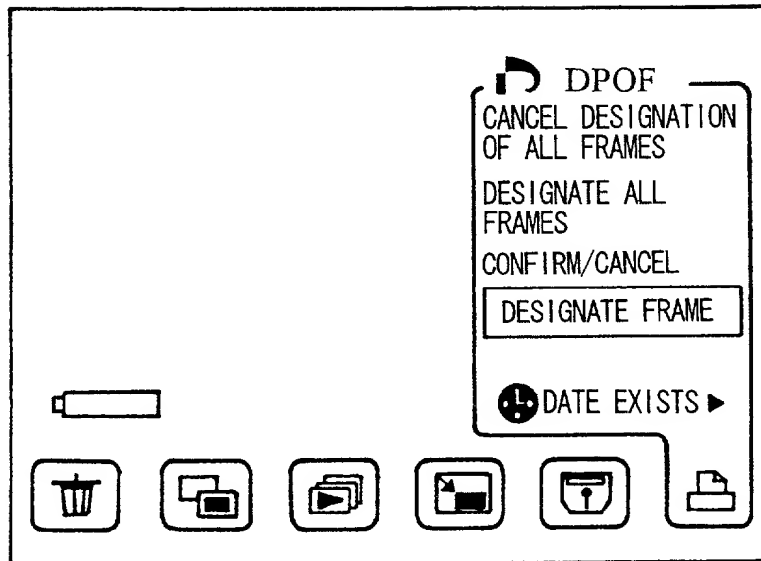 DPOF
CANCEL DESIGNATION
OF ALL FRAMES
DESIGNATE ALL
FRAMES
CONFIRM/CANCEL
DESIGNATE FRAME
DATE EXISTS ▶